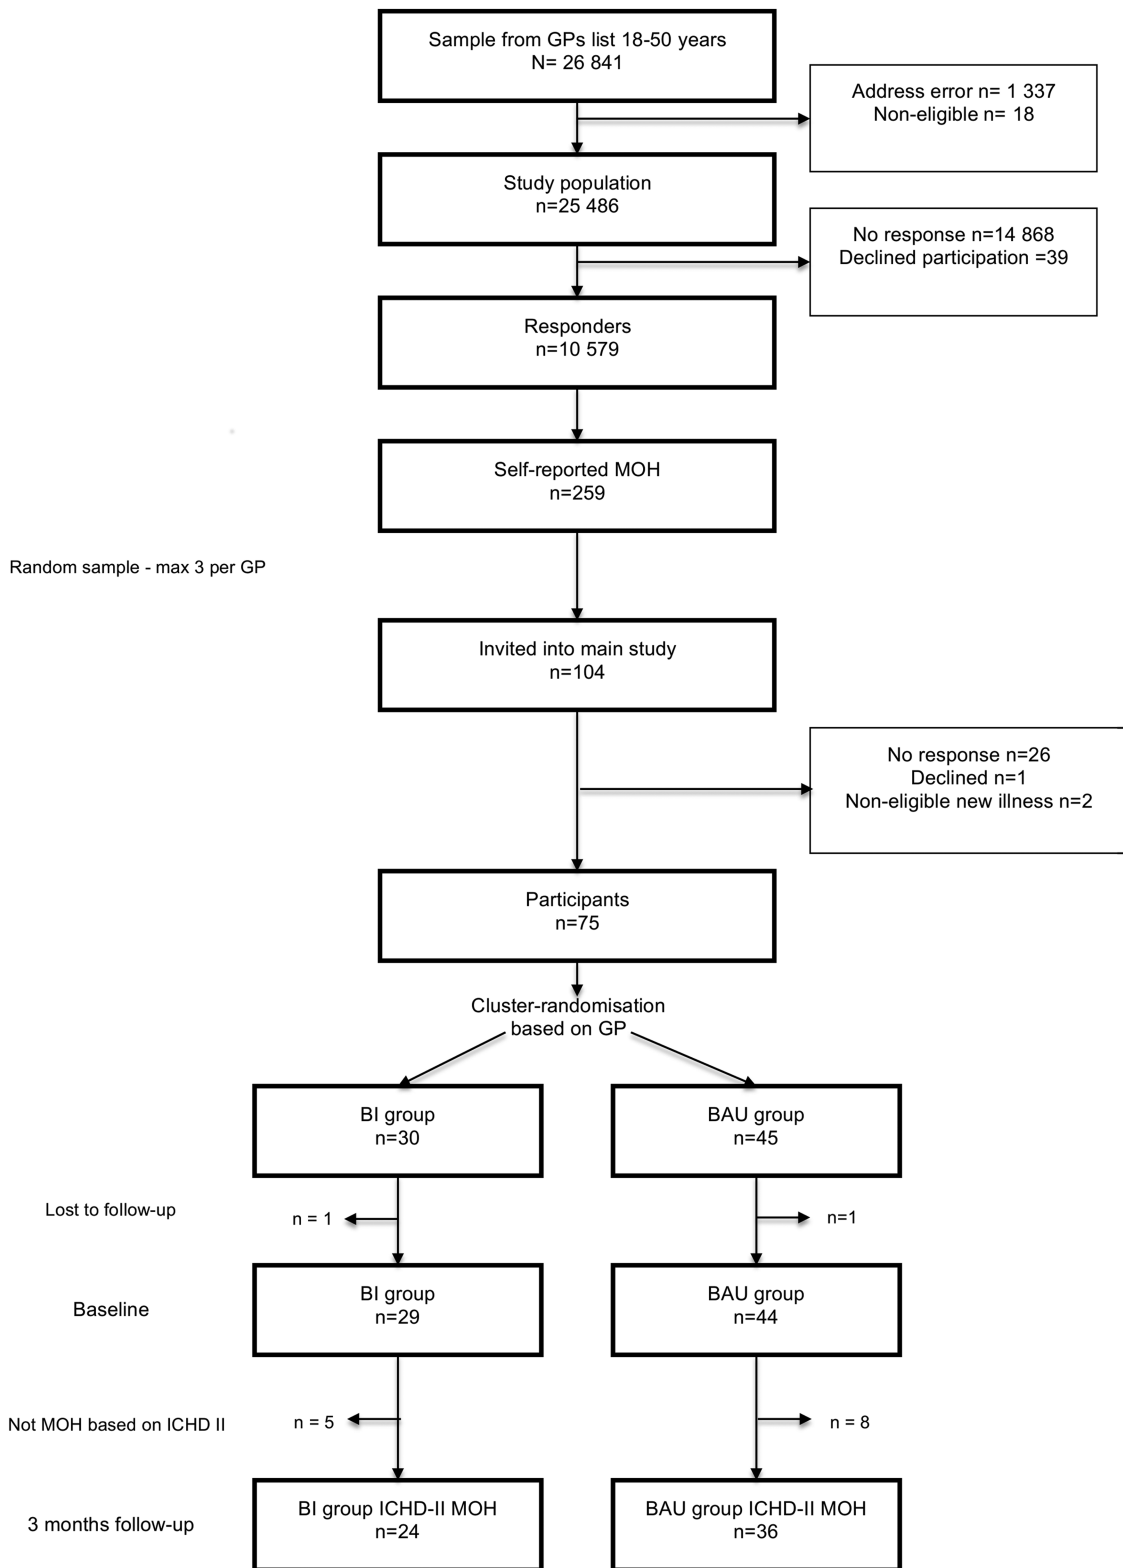 Sample from GPs list 18-50 years
N= 26 841
Address error n= 1 337
Non-eligible n= 18
Study population
n=25 486
No response n=14 868
Declined participation =39
Responders
n=10 579
Self-reported MOH
n=259
Random sample - max 3 per GP
Invited into main study
n=104
No response n=26
Declined n=1
Non-eligible new illness n=2
Participants
n=75
Cluster-randomisation
based on GP
BI group
n=30
BAU group
n=45
Lost to follow-up
n = 1
n=1
Baseline
BI group
n=29
BAU group
n=44
Not MOH based on ICHD II
n = 5
n = 8
3 months follow-up
BI group ICHD-II MOH
n=24
BAU group ICHD-II MOH
n=36